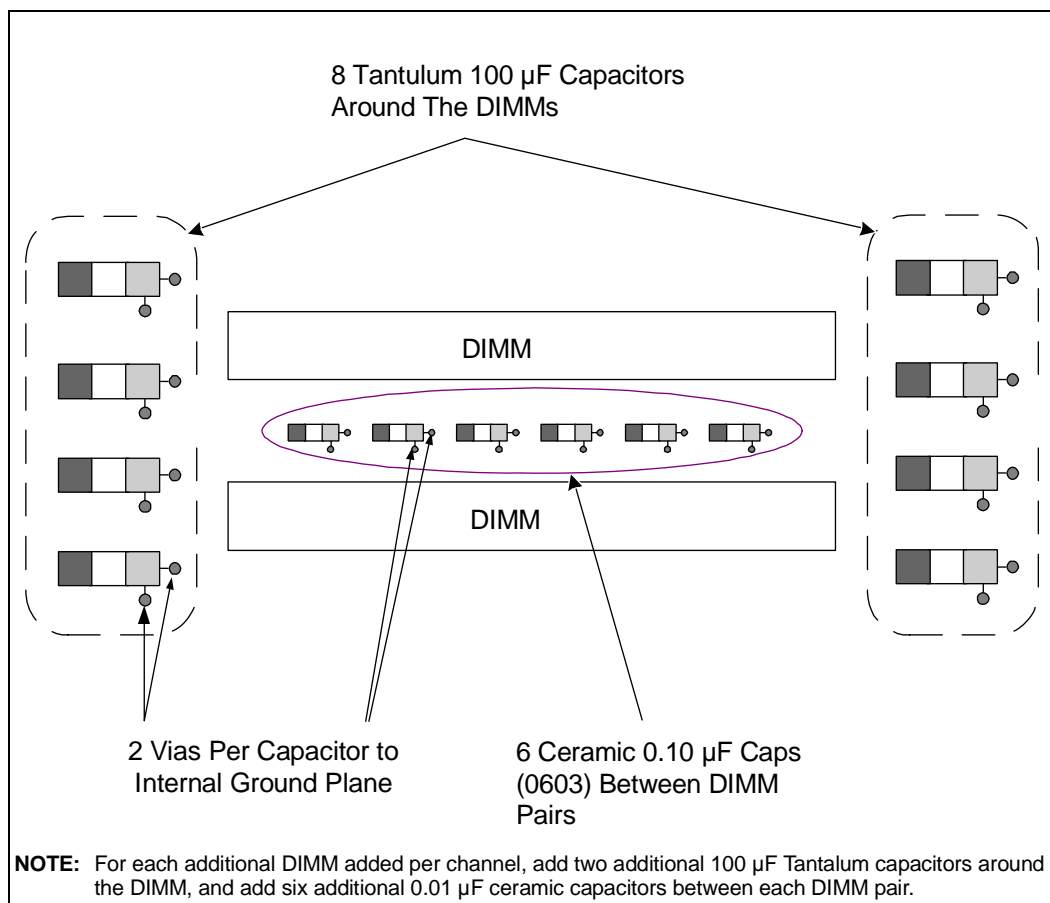 8 Tantulum 100 µF Capacitors
Around The DIMMs
DIMM
DIMM
2 Vias Per Capacitor to
Internal Ground Plane
6 Ceramic 0.10 µF Caps
(0603) Between DIMM
Pairs
NOTE: For each additional DIMM added per channel, add two additional 100 µF Tantalum capacitors around
the DIMM, and add six additional 0.01 µF ceramic capacitors between each DIMM pair.